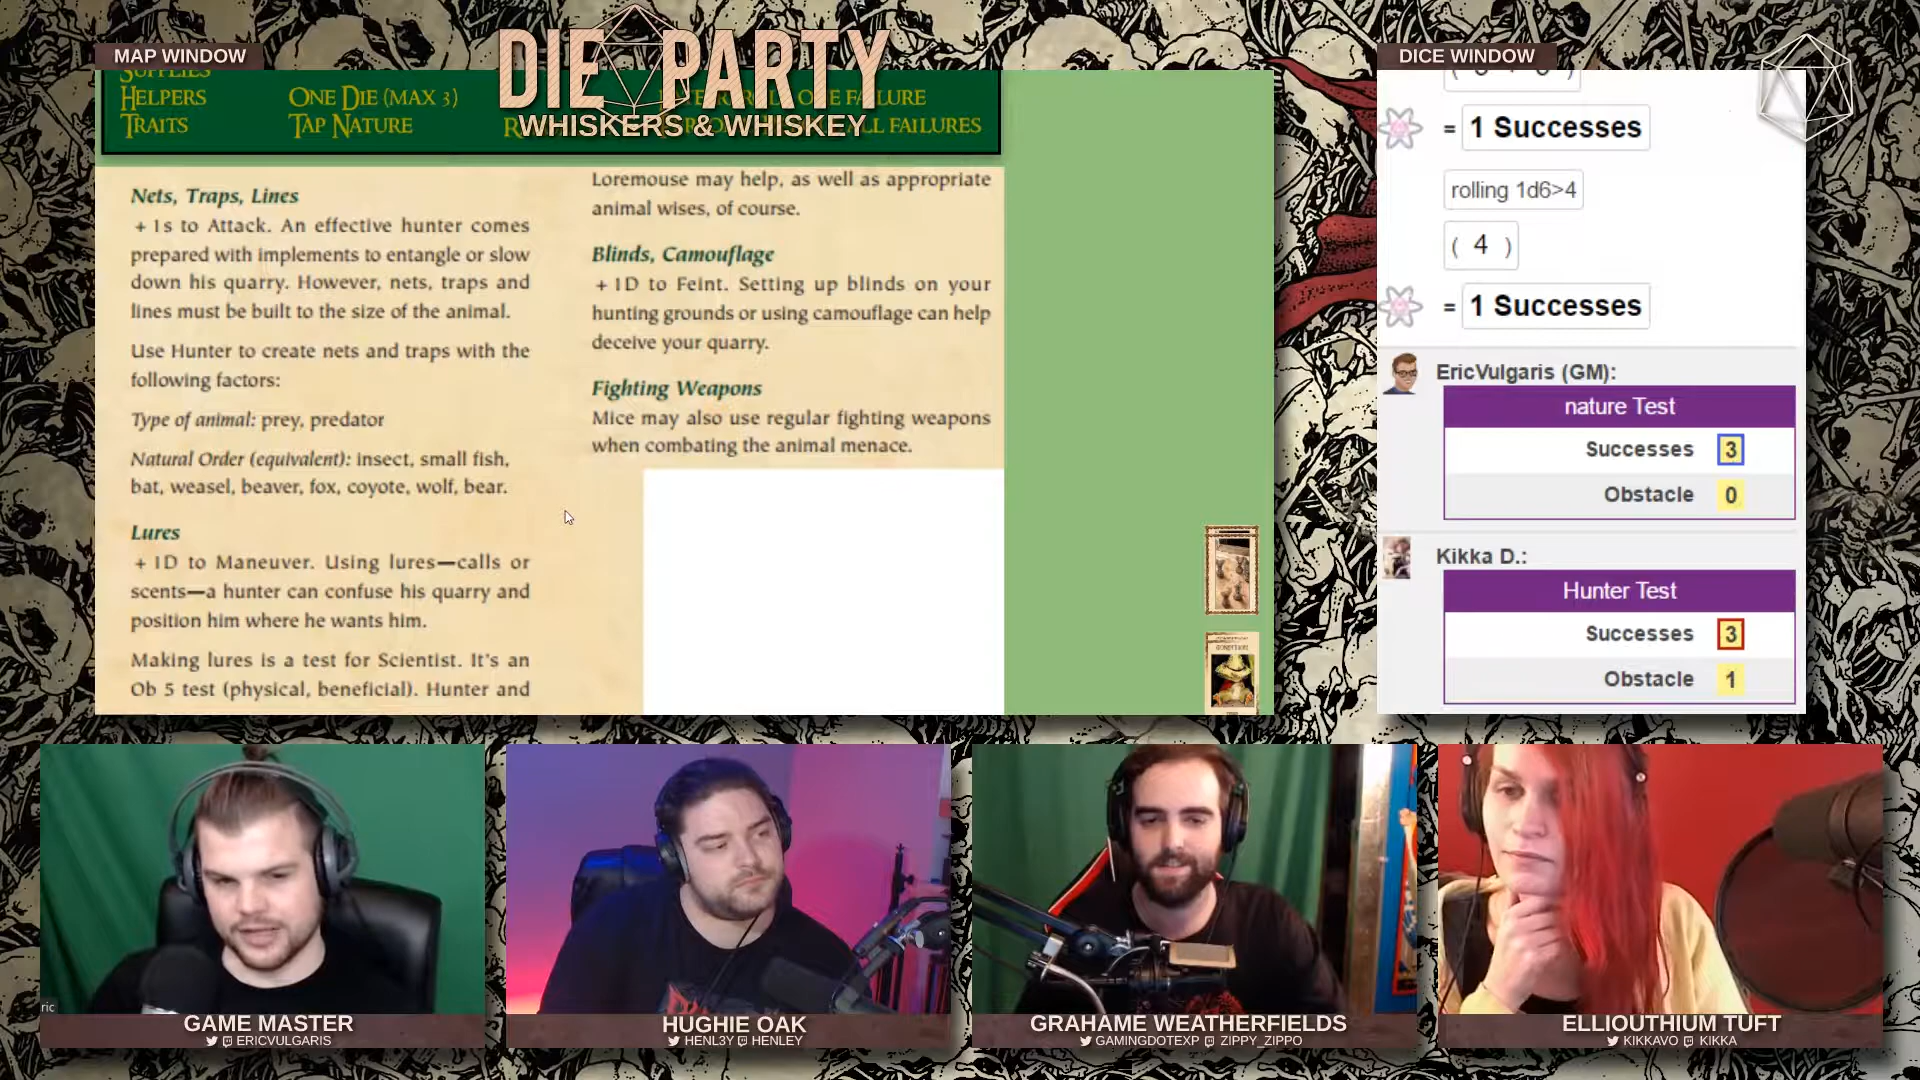 MAP WINDOW
DIE PARTY
WHISKERS & WHISKEY
DICE WINDOW
SUPPLIES
HELPERS
ONE DIE (MAX 3)
FAILURE
TRAITS
TAP NATURE
ALL FAILURES
Nets, Traps, Lines
+1s to Attack. An effective hunter comes
prepared with implements to entangle or slow
down his quarry. However, nets, traps and
lines must be built to the size of the animal.
Use Hunter to create nets and traps with the
following factors:
Type of animal: prey, predator
Natural Order (equivalent): insect, small fish,
bat, weasel, beaver, fox, coyote, wolf, bear.
Lures
+1D to Maneuver. Using lures—calls or
scents—a hunter can confuse his quarry and
position him where he wants him.
Making lures is a test for Scientist. It's an
Ob 5 test (physical, beneficial). Hunter and
Loremouse may help, as well as appropriate
animal wises, of course.
Blinds, Camouflage
+1D to Feint. Setting up blinds on your
hunting grounds or using camouflage can help
deceive your quarry.
Fighting Weapons
Mice may also use regular fighting weapons
when combating the animal menace.
= 1 Successes
rolling 1d6>4
( 4 )
= 1 Successes
EricVulgaris (GM):
nature Test
Successes 3
Obstacle 0
Kikka D.:
Hunter Test
Successes 3
Obstacle 1
ric
GAME MASTER
ERICVULGARIS
HUGHIE OAK
HENL3Y HENLEY
GRAHAME WEATHERFIELDS
GAMINGDOTEXP ZIPPY_ZIPPO
ELLIOUTHIUM TUFT
KIKKAVO KIKKA